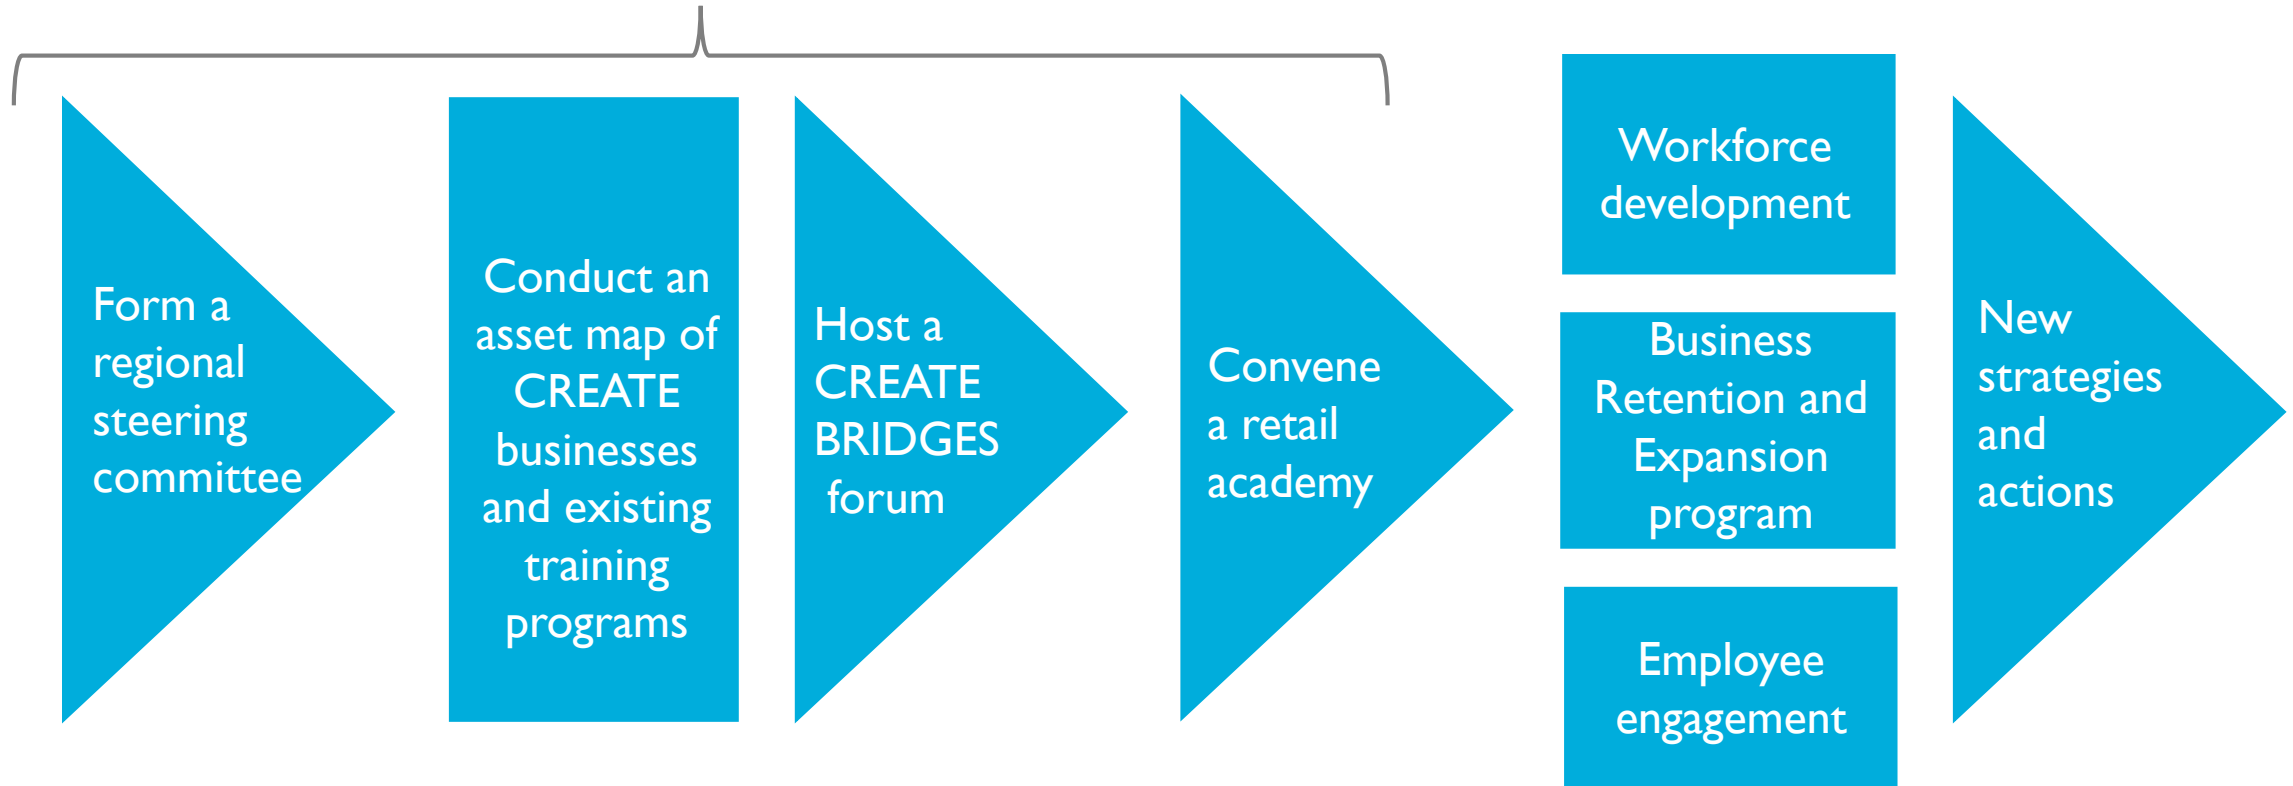 Form a
regional
steering
committee
Conduct an
asset map of
CREATE
businesses
and existing
training
programs
Host a
CREATE
BRIDGES
forum
Convene
a retail
academy
Workforce
development
Business
Retention and
Expansion
program
Employee
engagement
New
strategies
and
actions